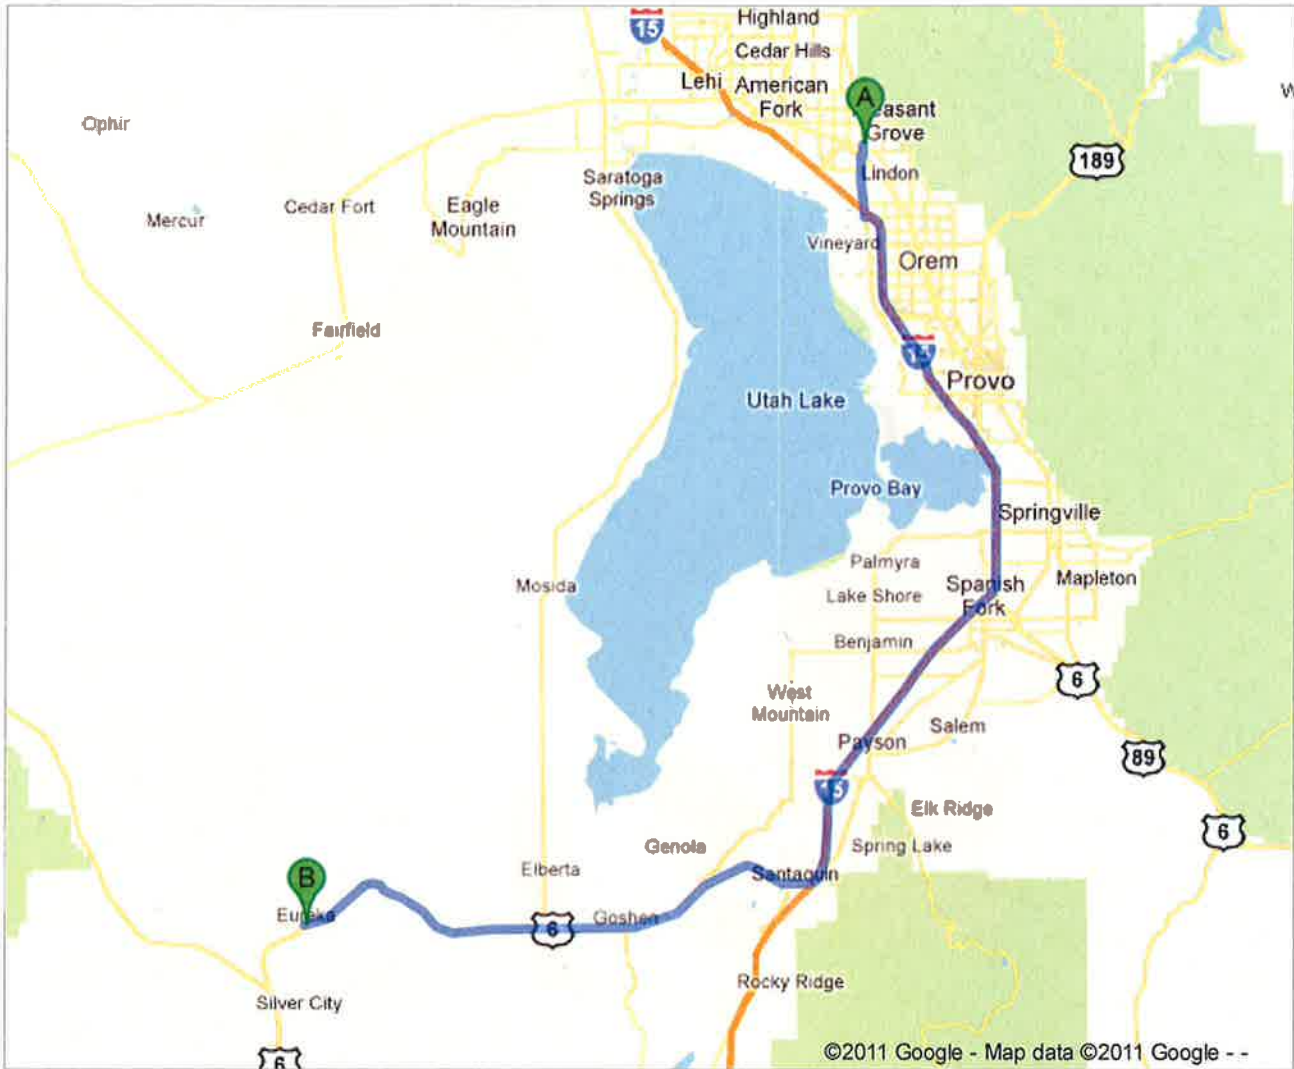 Highland
15
Cedar Hills
Lehi
American
Fork
A
easant
Grove
W
Ophir
189
Lindon
Saratoga
Springs
Mercur
Cedar Fort
Eagle
Mountain
Vineyard
Orem
Fairfield
15
Provo
Utah Lake
Provo Bay
Springville
Palmyra
Mosida
Spanish
Fork
Mapleton
Lake Shore
Benjamin
6
West
Mountain
Salem
Payson
89
15
Elk Ridge
6
Genola
Spring Lake
Elberta
Santaquin
B
Eureka
Goshen
6
Rocky Ridge
Silver City
6
©2011 Google - Map data ©2011 Google - -